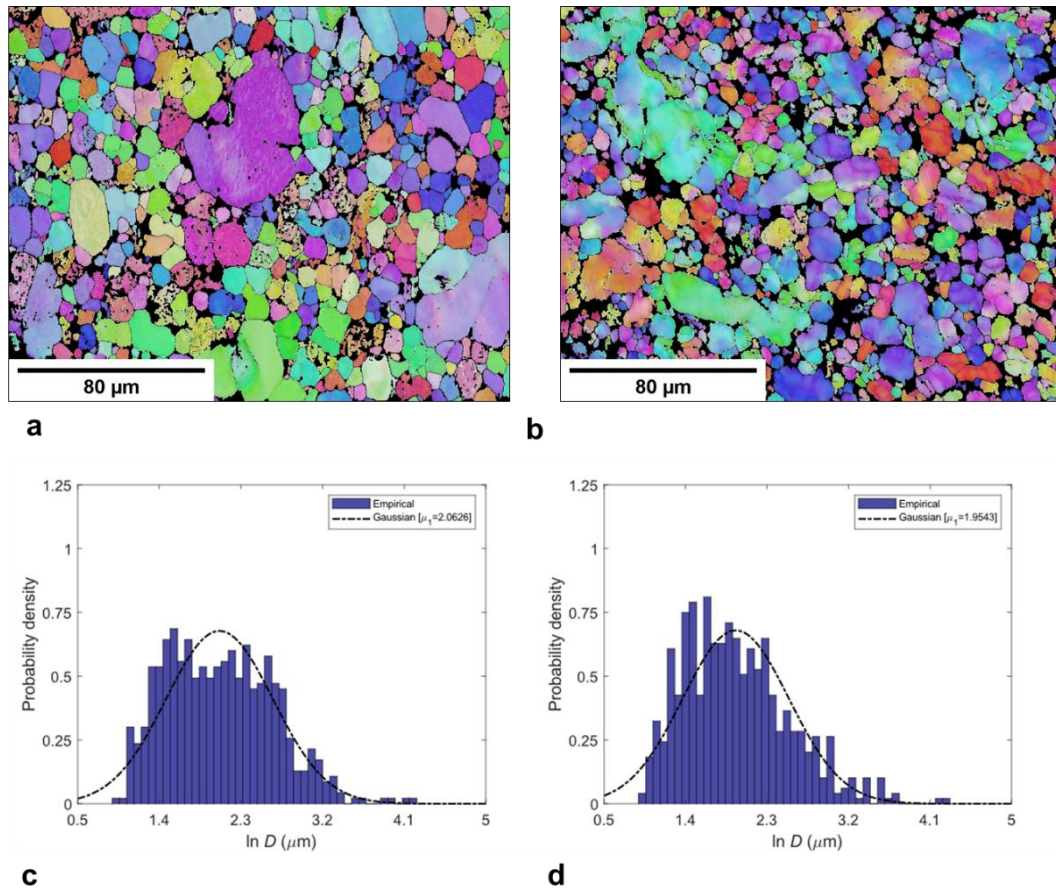 80 µm
80 µm
a
b
Empirical
Gaussian [μ₁=2.0626]
1.25
1
0.75
0.5
0.25
0
Probability density
0.5 1.4 2.3 3.2 4.1 5
ln D (μm)
c
Empirical
Gaussian [μ₁=1.9543]
1.25
1
0.75
0.5
0.25
0
Probability density
0.5 1.4 2.3 3.2 4.1 5
ln D (μm)
d